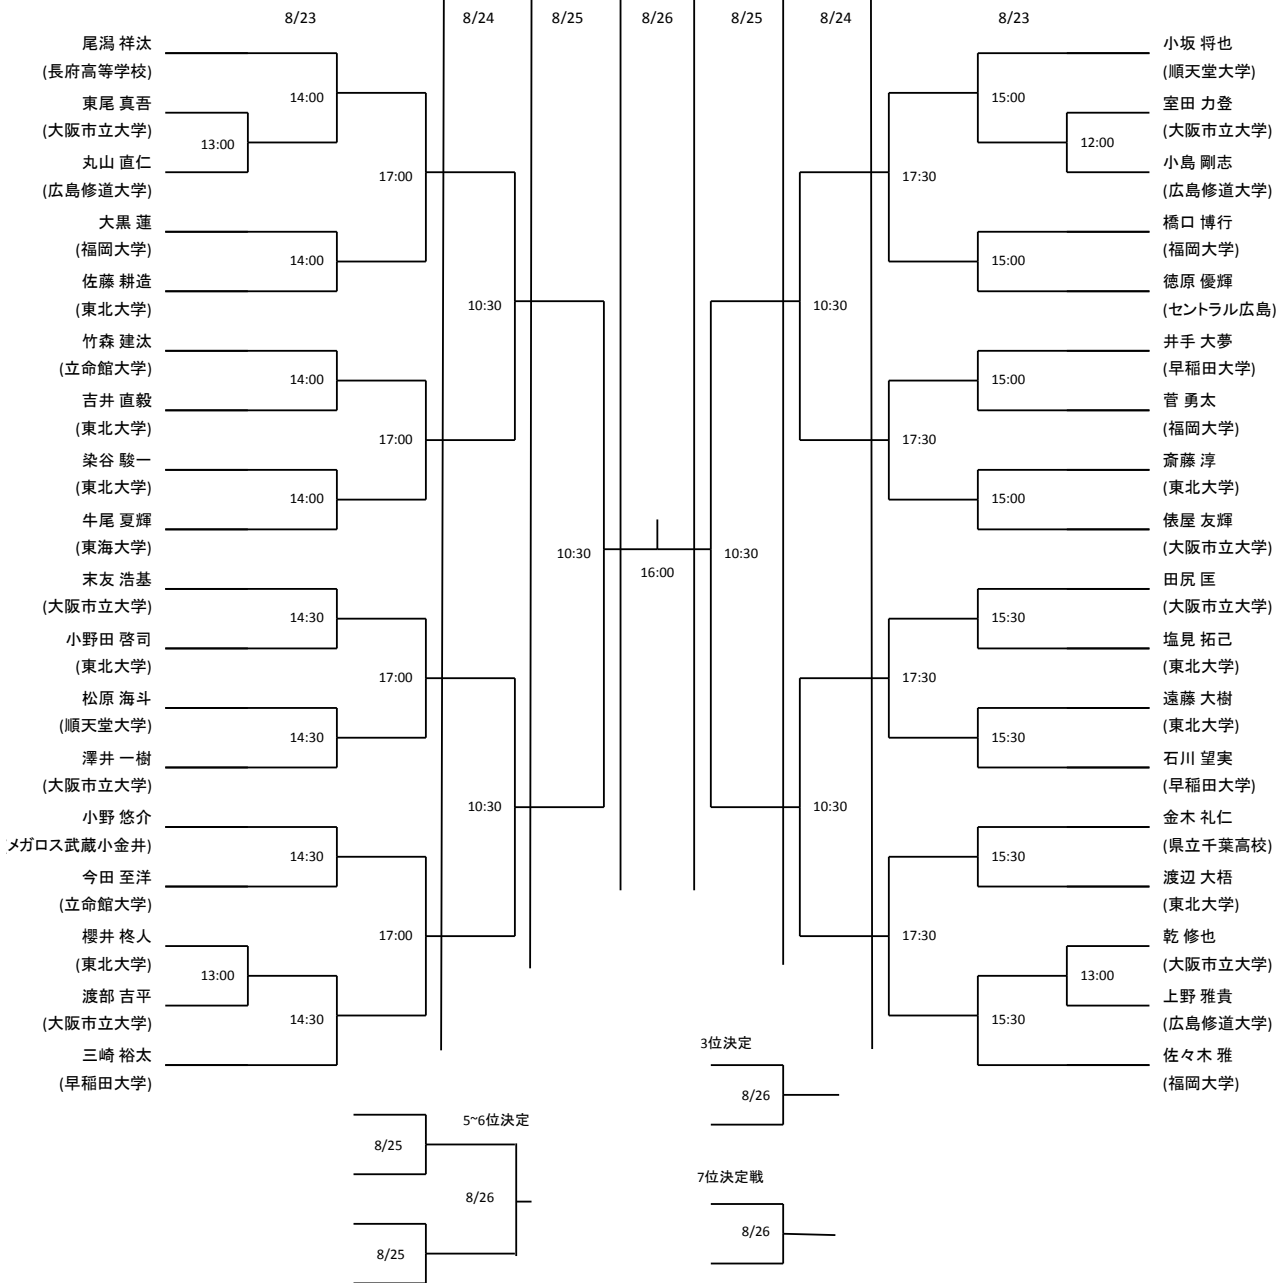 8/23 8/24 8/25 8/26 8/25 8/24 8/23
尾潟 祥汰
(長府高等学校)
東尾 真吾
(大阪市立大学)
丸山 直仁
(広島修道大学)
大黒 蓮
(福岡大学)
佐藤 耕造
(東北大学)
竹森 建汰
(立命館大学)
吉井 直毅
(東北大学)
染谷 駿一
(東北大学)
牛尾 夏輝
(東海大学)
末友 浩基
(大阪市立大学)
小野田 啓司
(東北大学)
松原 海斗
(順天堂大学)
澤井 一樹
(大阪市立大学)
小野 悠介
メガロス武蔵小金井)
今田 至洋
(立命館大学)
櫻井 柊人
(東北大学)
渡部 吉平
(大阪市立大学)
三崎 裕太
(早稲田大学)
13:00
13:00
14:00
14:00
14:00
14:00
14:30
14:30
14:30
14:30
17:00
17:00
17:00
17:00
10:30
10:30
10:30
16:00
10:30
10:30
10:30
17:30
17:30
17:30
17:30
15:00
15:00
15:00
15:00
15:30
15:30
15:30
15:30
12:00
13:00
小坂 将也
(順天堂大学)
室田 力登
(大阪市立大学)
小島 剛志
(広島修道大学)
橋口 博行
(福岡大学)
徳原 優輝
(セントラル広島)
井手 大夢
(早稲田大学)
菅 勇太
(福岡大学)
斎藤 淳
(東北大学)
俵屋 友輝
(大阪市立大学)
田尻 匡
(大阪市立大学)
塩見 拓己
(東北大学)
遠藤 大樹
(東北大学)
石川 望実
(早稲田大学)
金木 礼仁
(県立千葉高校)
渡辺 大梧
(東北大学)
乾 修也
(大阪市立大学)
上野 雅貴
(広島修道大学)
佐々木 雅
(福岡大学)
3位決定
8/26
5~6位決定
8/25
8/26
8/25
7位決定戦
8/26